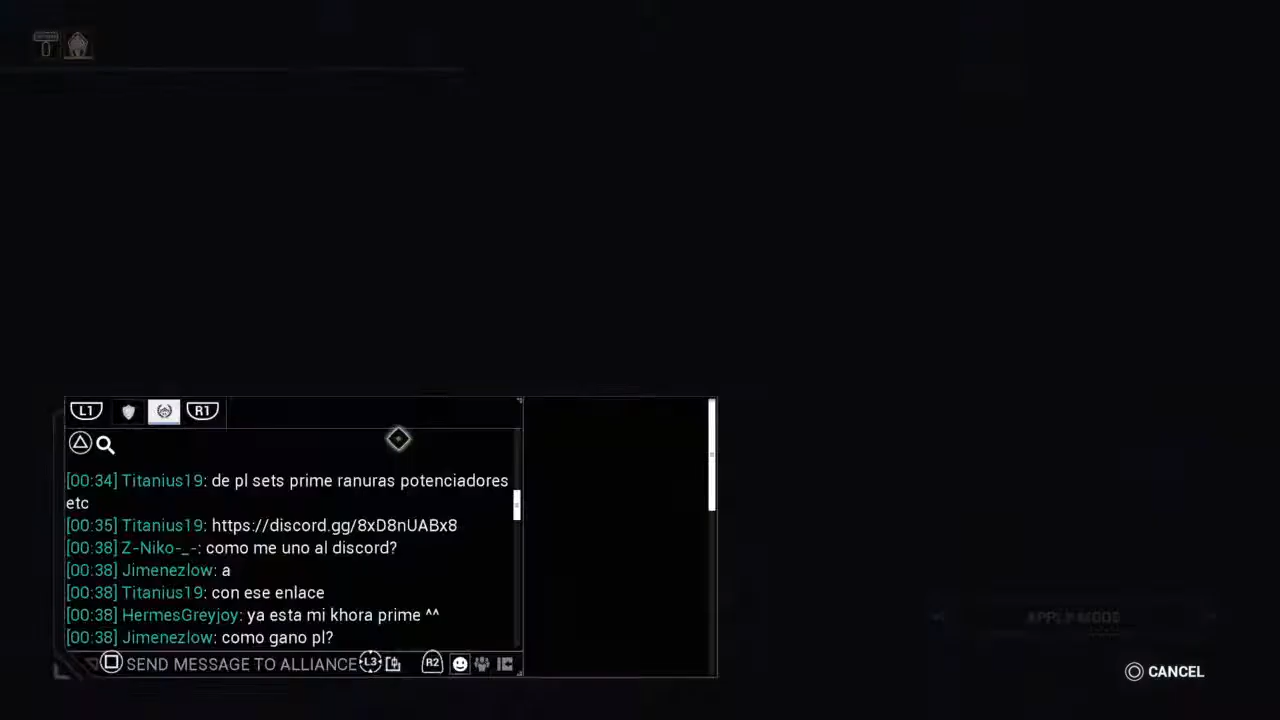 L1 R1
[00:34] Titanius19: de pl sets prime ranuras potenciadores
etc
[00:35] Titanius19: https://discord.gg/8xD8nUABx8
[00:38] Z-Niko-_-: como me uno al discord?
[00:38] Jimenezlow: a
[00:38] Titanius19: con ese enlace
[00:38] HermesGreyjoy: ya esta mi khora prime ^^
[00:38] Jimenezlow: como gano pl?
APPLY MODE
SEND MESSAGE TO ALLIANCE L3 R2
CANCEL